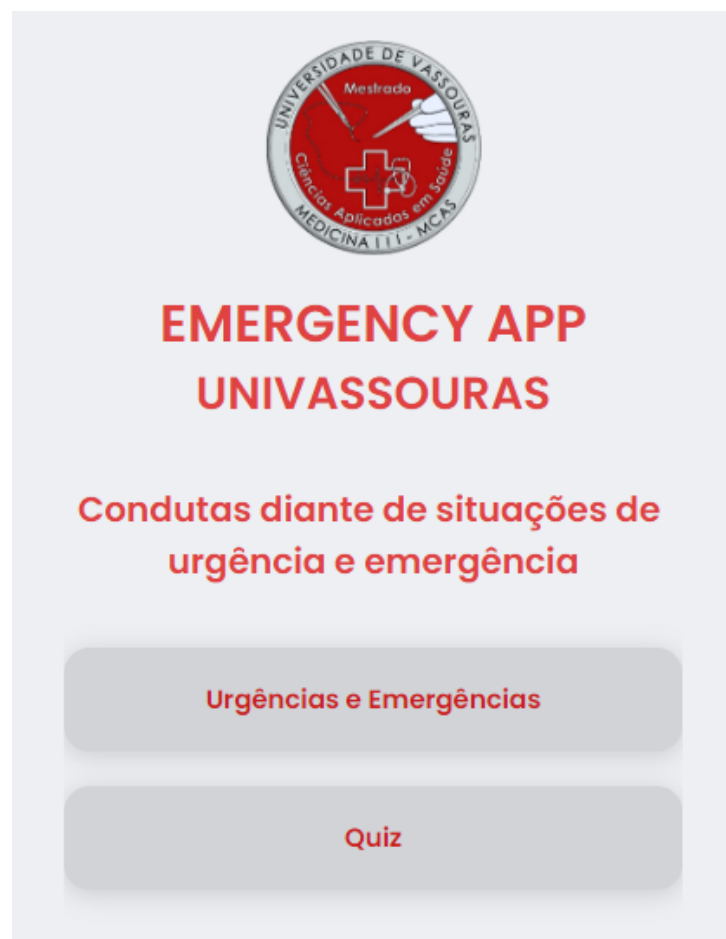 UNIVERSIDADE DE VASSOURAS
Mestrado
Ciências Aplicadas em Saúde
MEDICINA III - MCAS
EMERGENCY APP
UNIVASSOURAS
Condutas diante de situações de
urgência e emergência
Urgências e Emergências
Quiz